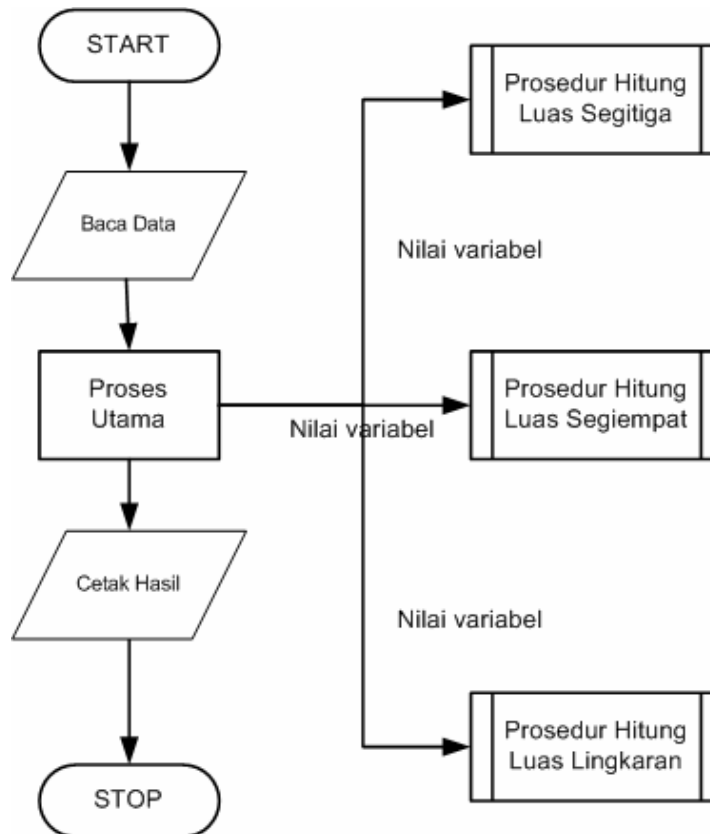 START
Baca Data
Proses
Utama
Cetak Hasil
STOP
Prosedur Hitung
Luas Segitiga
Nilai variabel
Prosedur Hitung
Luas Segiempat
Nilai variabel
Nilai variabel
Prosedur Hitung
Luas Lingkaran